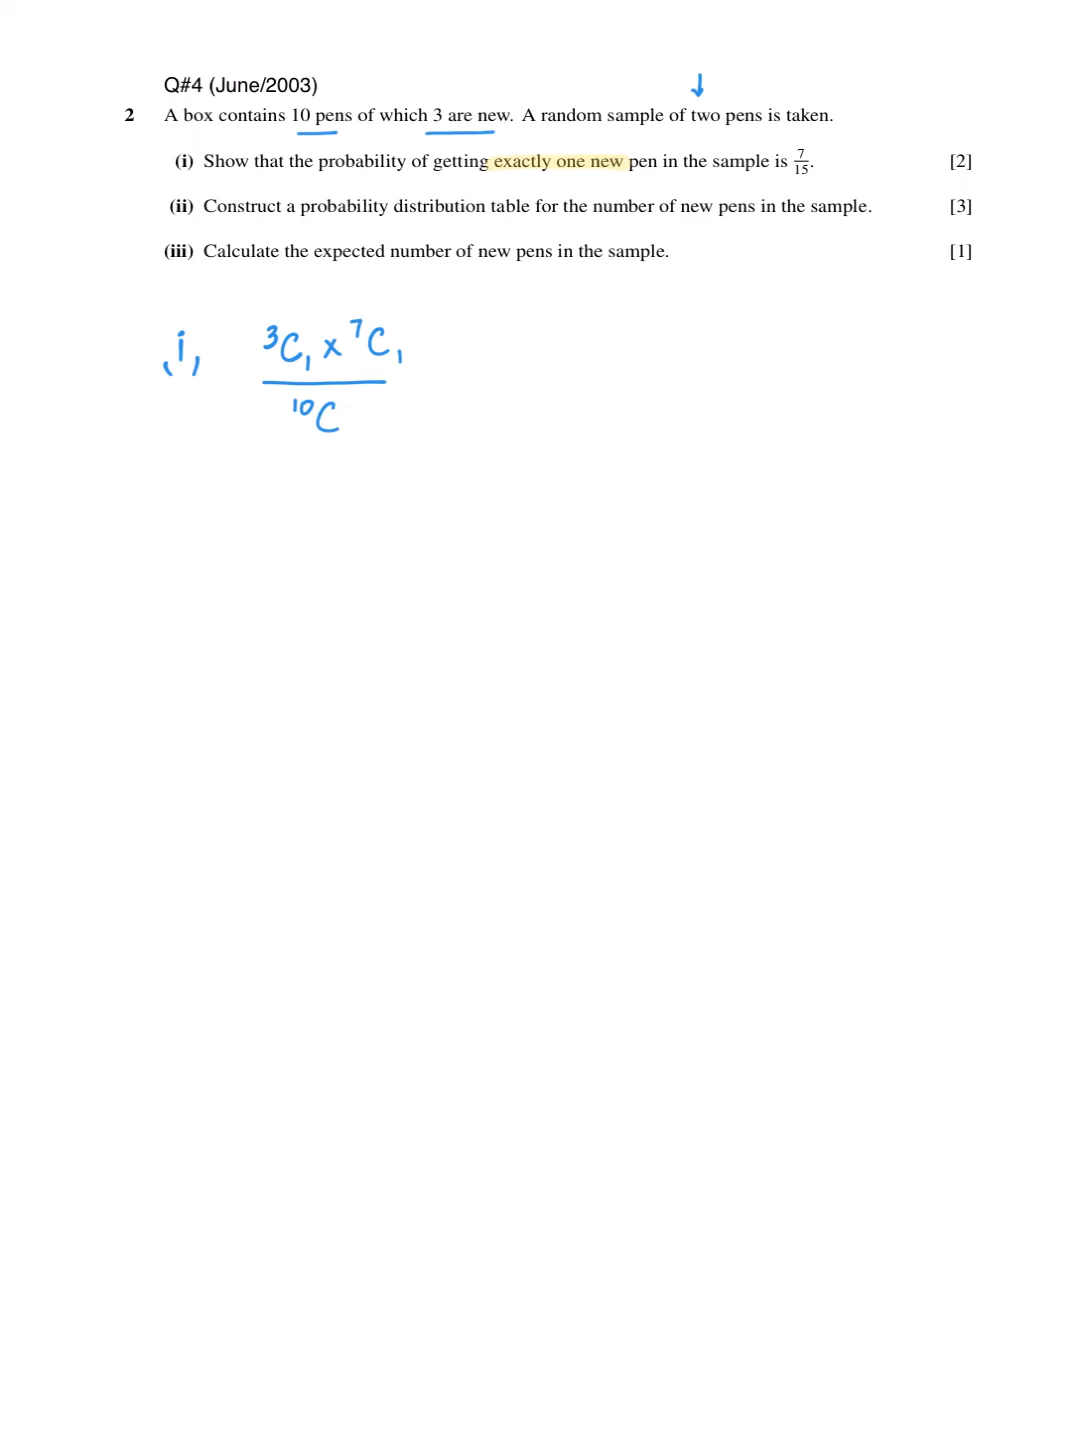 Q#4 (June/2003)
2 A box contains 10 pens of which 3 are new. A random sample of two pens is taken.
(i) Show that the probability of getting exactly one new pen in the sample is 7/15. [2]
(ii) Construct a probability distribution table for the number of new pens in the sample. [3]
(iii) Calculate the expected number of new pens in the sample. [1]
(i) ³C₁ × ⁷C₁
¹⁰C